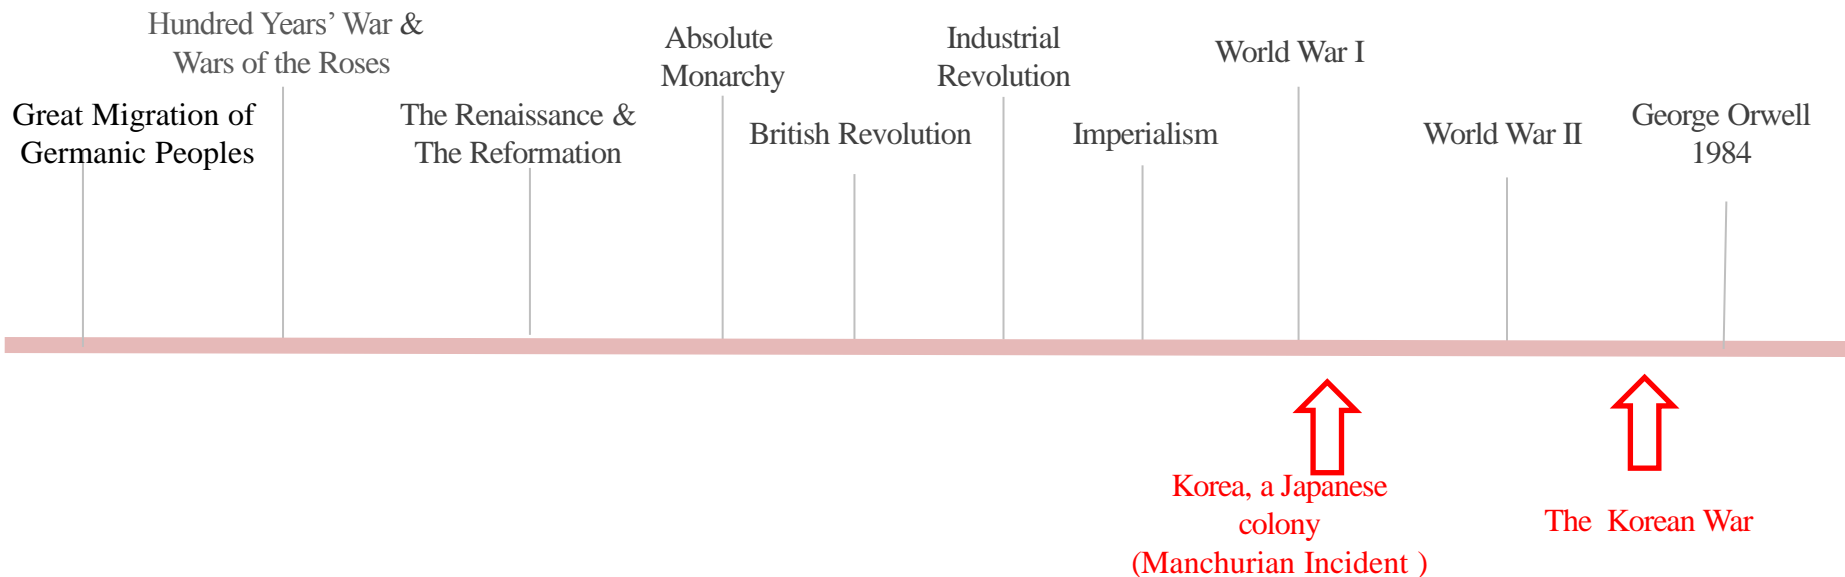 Great Migration of
Germanic Peoples
Hundred Years’ War &
Wars of the Roses
The Renaissance &
The Reformation
Absolute
Monarchy
British Revolution
Industrial
Revolution
Imperialism
World War I
World War II
George Orwell
1984
Korea, a Japanese
colony
(Manchurian Incident )
The Korean War